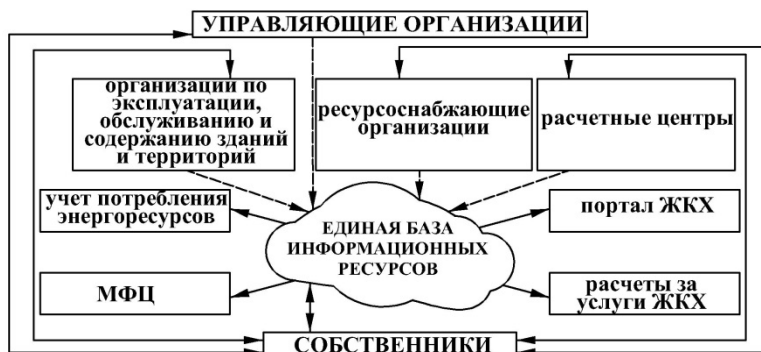 УПРАВЛЯЮЩИЕ ОРГАНИЗАЦИИ
организации по
эксплуатации,
обслуживанию и
содержанию зданий
и территорий
ресурсоснабжающие
организации
расчетные центры
учет потребления
энергоресурсов
ЕДИНАЯ БАЗА
ИНФОРМАЦИОННЫХ
РЕСУРСОВ
портал ЖКХ
МФЦ
расчеты за
услуги ЖКХ
СОБСТВЕННИКИ